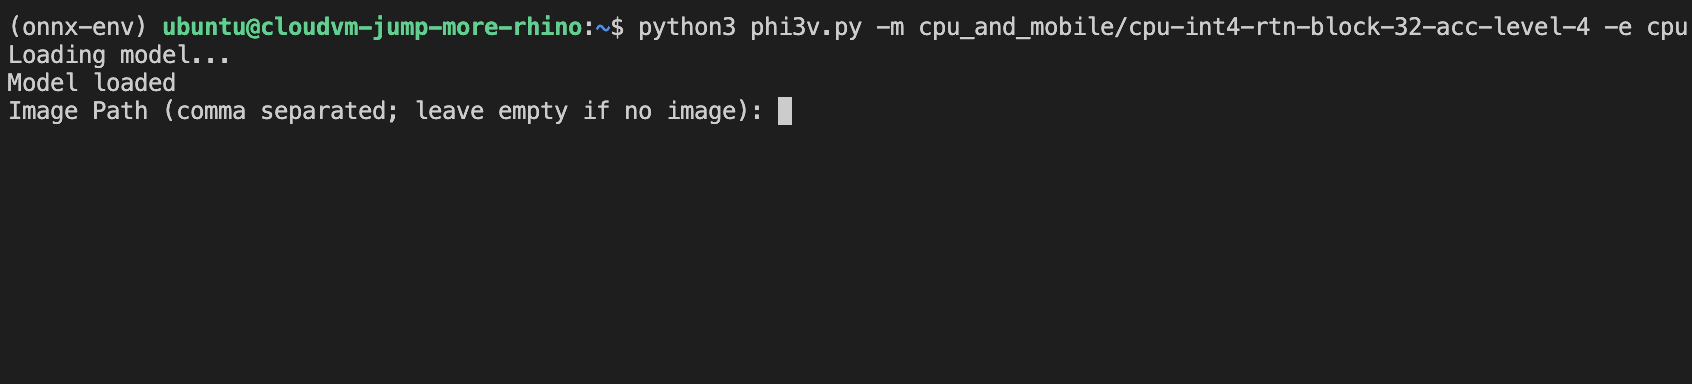 (onnx-env) ubuntu@cloudvm-jump-more-rhino:~$ python3 phi3v.py -m cpu_and_mobile/cpu-int4-rtn-block-32-acc-level-4 -e cpu
Loading model...
Model loaded
Image Path (comma separated; leave empty if no image):